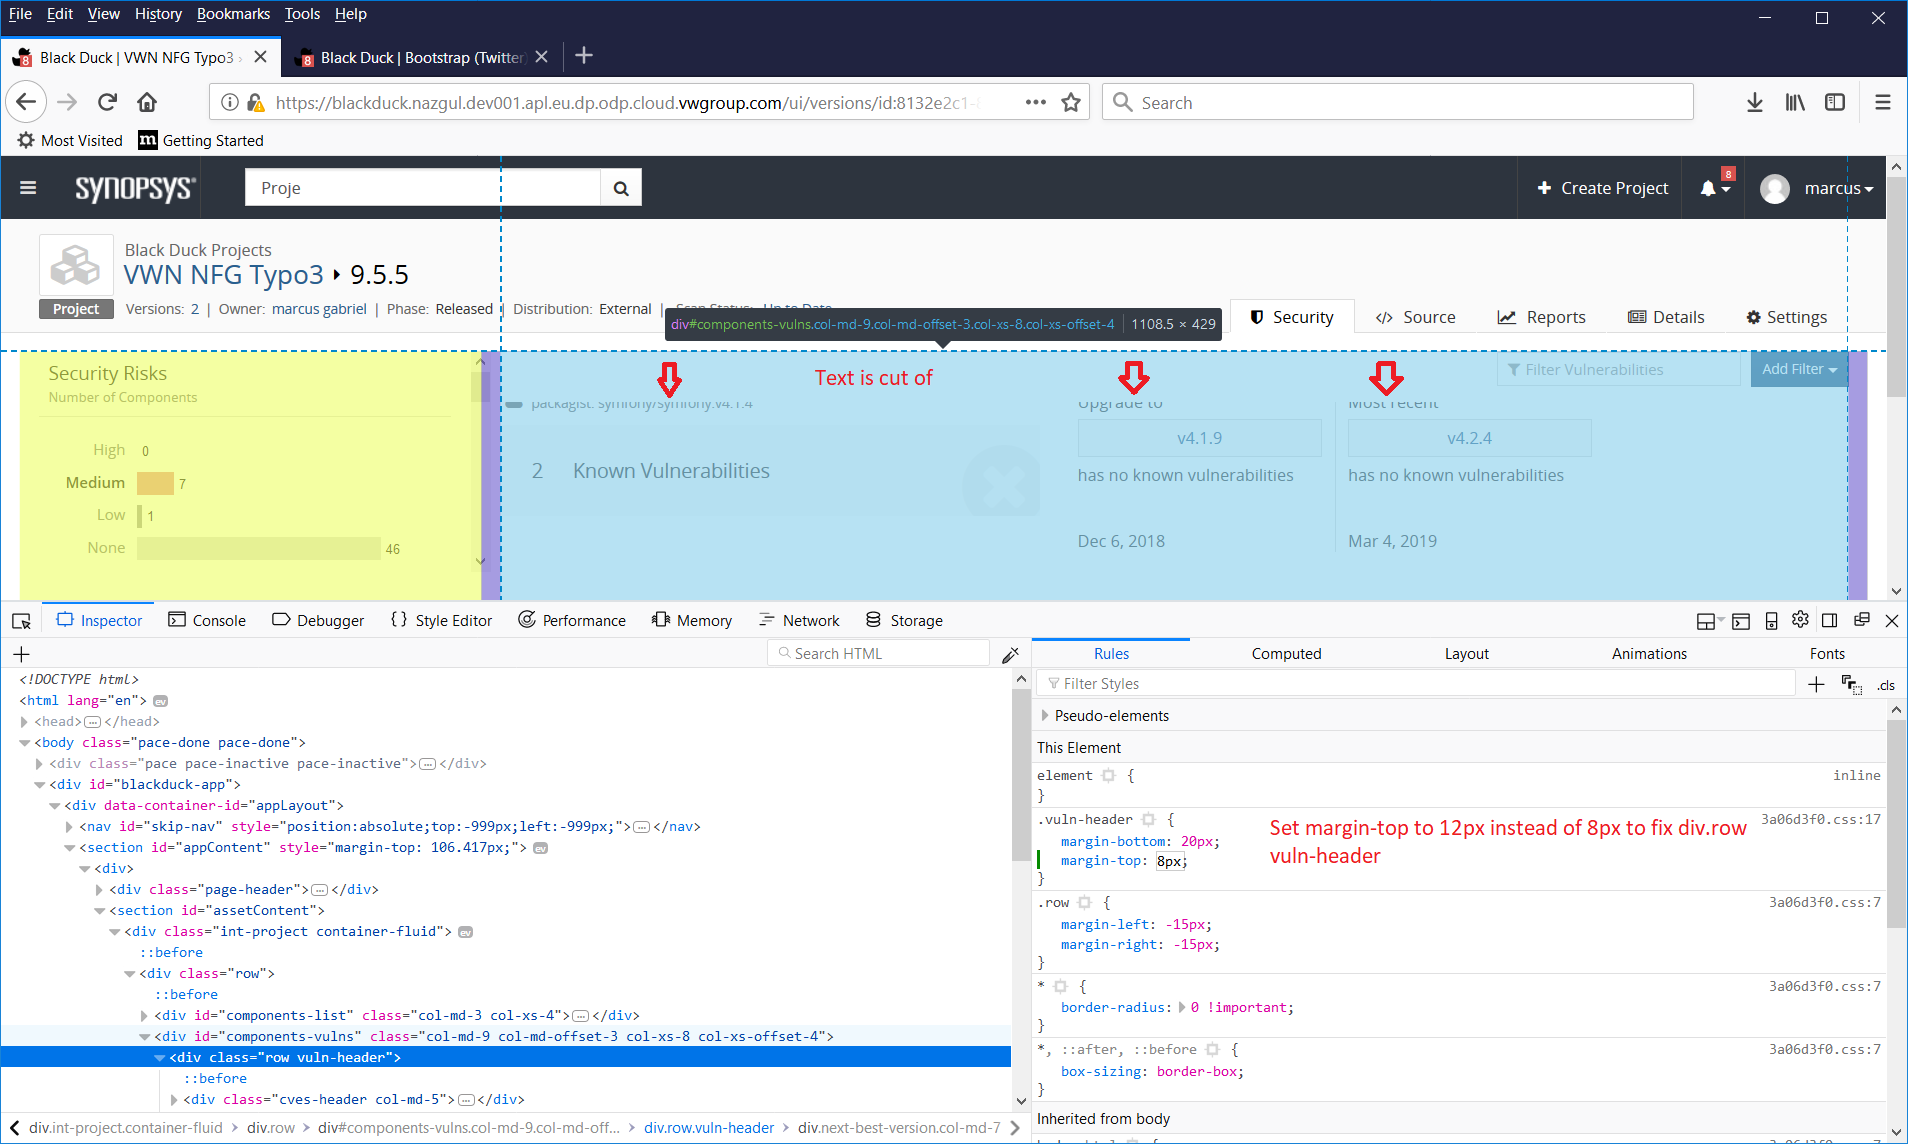 File Edit View History Bookmarks Tools Help
8 Black Duck | VWN NFG Typo3
8 Black Duck | Bootstrap (Twitter)
https://blackduck.nazgul.dev001.apl.eu.dp.odp.cloud.vwgroup.com/ui/versions/id:8132e2c1-
Search
Most Visited m Getting Started
SYNOPSYS®
Proje
Create Project
8
marcus
Black Duck Projects
VWN NFG Typo3 9.5.5
Project
Versions: 2 | Owner: marcus gabriel | Phase: Released | Distribution: External | Scan Status: Up to Date
div#components-vulns.col-md-9.col-md-offset-3.col-xs-8.col-xs-offset-4 | 1108.5 × 429
Security
</> Source
Reports
Details
Settings
Security Risks
Number of Components
High 0
Medium 7
Low 1
None 46
Text is cut of
Filter Vulnerabilities
Add Filter
packagist: symfony/symfony:v4.1.4
2 Known Vulnerabilities
Upgrade to
v4.1.9
has no known vulnerabilities
Dec 6, 2018
Most recent
v4.2.4
has no known vulnerabilities
Mar 4, 2019
Inspector Console Debugger {} Style Editor Performance Memory Network Storage
+
Search HTML
<!DOCTYPE html>
<html lang="en"> ev
<head>…</head>
<body class="pace-done pace-done">
<div class="pace pace-inactive pace-inactive">…</div>
<div id="blackduck-app">
<div data-container-id="appLayout">
<nav id="skip-nav" style="position:absolute;top:-999px;left:-999px;">…</nav>
<section id="appContent" style="margin-top: 106.417px;"> ev
<div>
<div class="page-header">…</div>
<section id="assetContent">
<div class="int-project container-fluid"> ev
::before
<div class="row">
::before
<div id="components-list" class="col-md-3 col-xs-4">…</div>
<div id="components-vulns" class="col-md-9 col-md-offset-3 col-xs-8 col-xs-offset-4">
<div class="row vuln-header">
::before
<div class="cves-header col-md-5">…</div>
div.int-project.container-fluid > div.row > div#components-vulns.col-md-9.col-md-off... > div.row.vuln-header > div.next-best-version.col-md-7
Rules Computed Layout Animations Fonts
Filter Styles
+ .cls
Pseudo-elements
This Element
element {
inline
}
.vuln-header {
3a06d3f0.css:17
margin-bottom: 20px;
margin-top: 8px;
}
Set margin-top to 12px instead of 8px to fix div.row
vuln-header
.row {
3a06d3f0.css:7
margin-left: -15px;
margin-right: -15px;
}
* {
3a06d3f0.css:7
border-radius: 0 !important;
}
*, ::after, ::before {
3a06d3f0.css:7
box-sizing: border-box;
}
Inherited from body